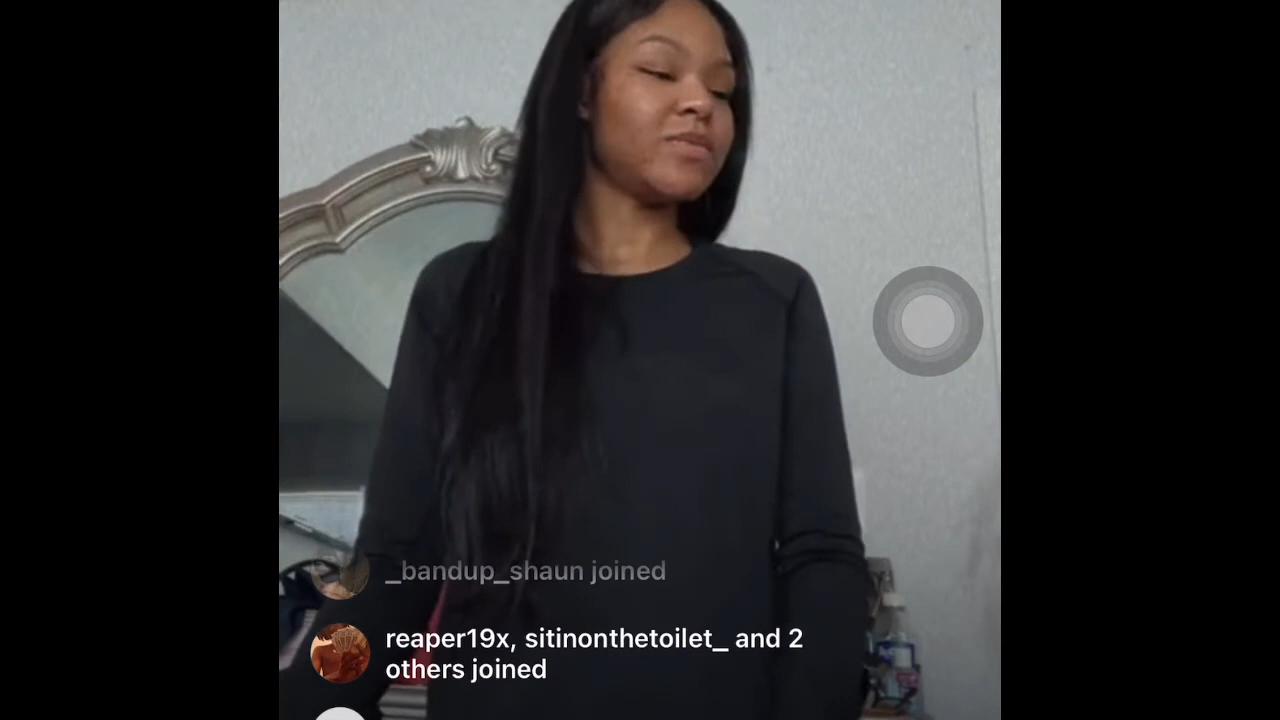 _bandup_shaun joined
reaper19x, sitinonthetoilet_ and 2
others joined